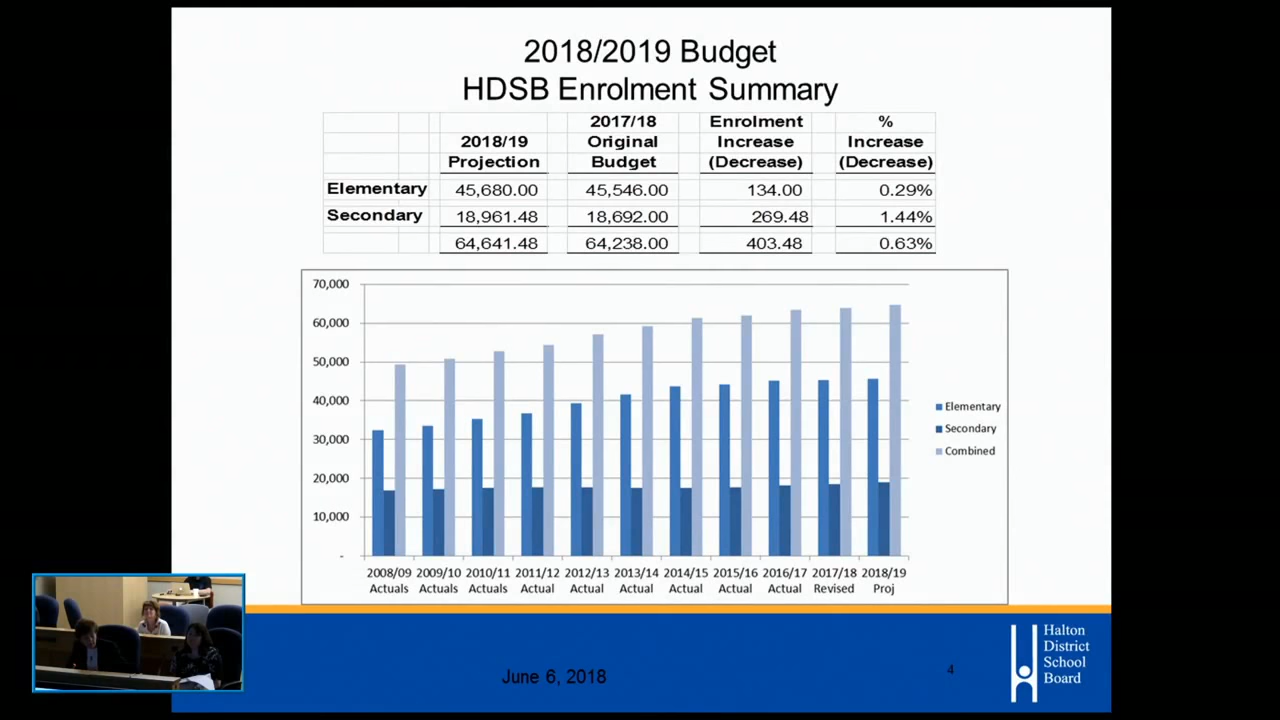 2018/2019 Budget
HDSB Enrolment Summary
2018/19 Projection 2017/18 Original Budget Enrolment Increase (Decrease) % Increase (Decrease)
Elementary 45,680.00 45,546.00 134.00 0.29%
Secondary 18,961.48 18,692.00 269.48 1.44%
64,641.48 64,238.00 403.48 0.63%
70,000
60,000
50,000
40,000
30,000
20,000
10,000
-
Elementary
Secondary
Combined
2008/09 2009/10 2010/11 2011/12 2012/13 2013/14 2014/15 2015/16 2016/17 2017/18 2018/19
Actuals Actuals Actuals Actual Actual Actual Actual Actual Actual Revised Proj
June 6, 2018
4
Halton
District
School
Board